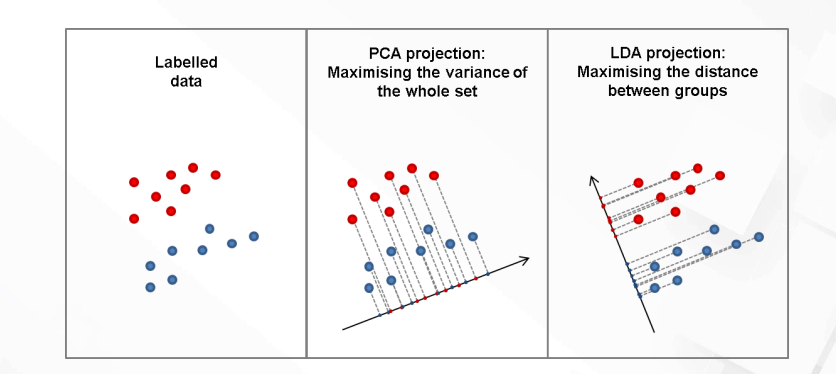 Labelled
data
PCA projection:
Maximising the variance of
the whole set
LDA projection:
Maximising the distance
between groups